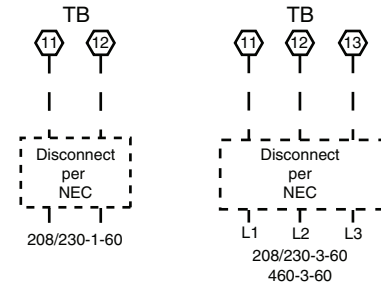 TB
11 12
Disconnect
per
NEC
208/230-1-60
TB
11 12 13
Disconnect
per
NEC
L1 L2 L3
208/230-3-60
460-3-60